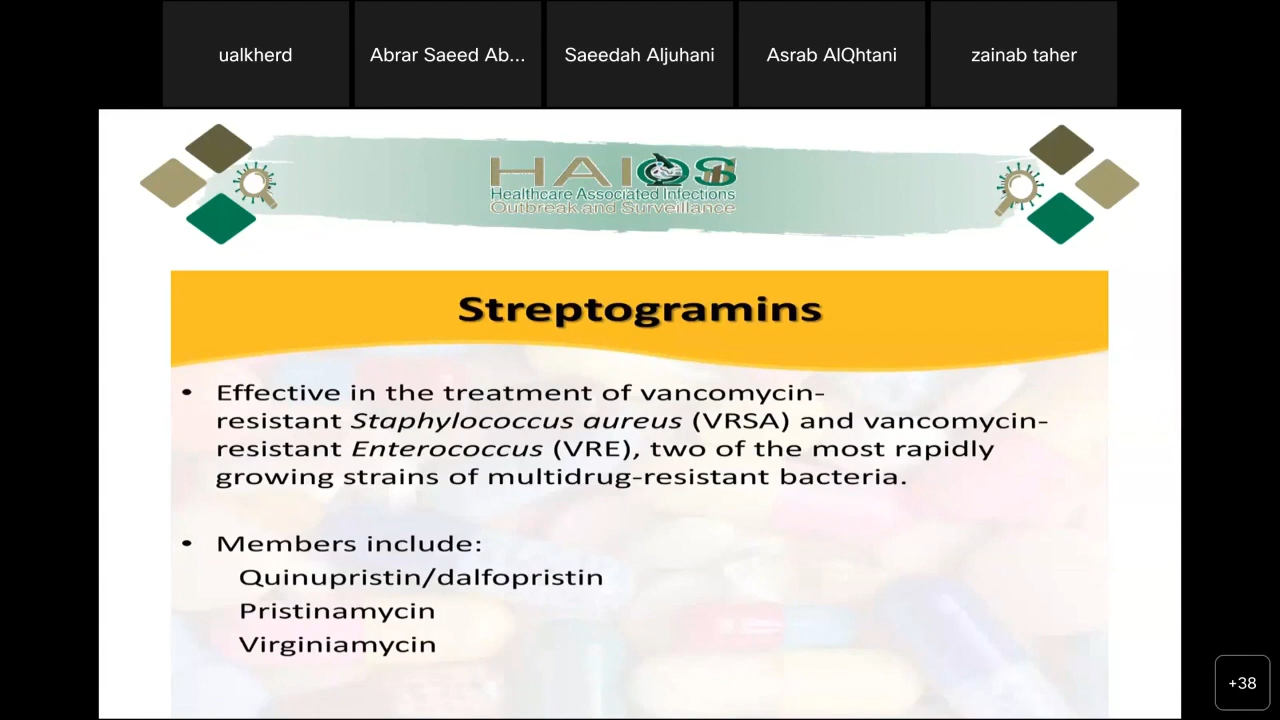 ualkherd
Abrar Saeed Ab...
Saeedah Aljuhani
Asrab AlQhtani
zainab taher
HAIOS
Healthcare Associated Infections
Outbreak and Surveillance
Streptogramins
• Effective in the treatment of vancomycin-
resistant Staphylococcus aureus (VRSA) and vancomycin-
resistant Enterococcus (VRE), two of the most rapidly
growing strains of multidrug-resistant bacteria.
• Members include:
Quinupristin/dalfopristin
Pristinamycin
Virginiamycin
+38